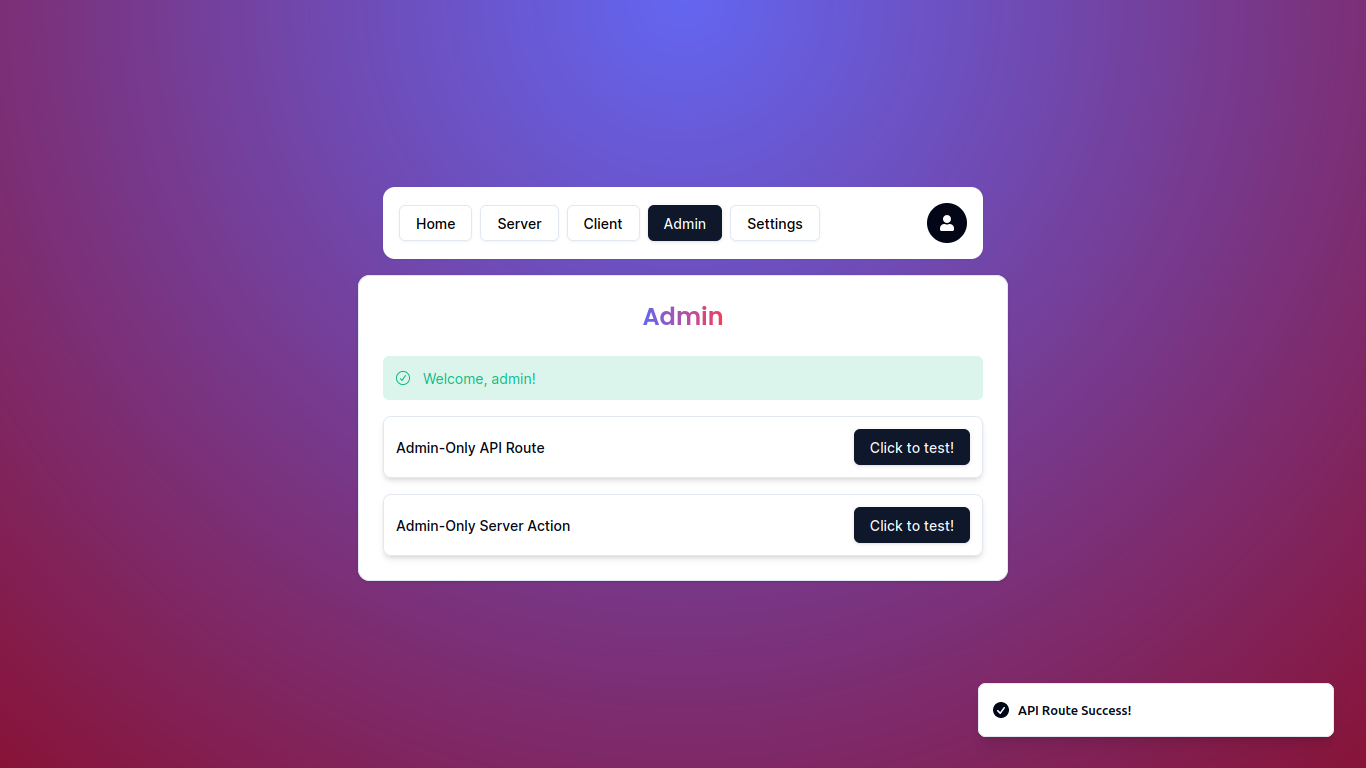 Home Server Client Admin Settings
Admin
Welcome, admin!
Admin-Only API Route Click to test!
Admin-Only Server Action Click to test!
API Route Success!